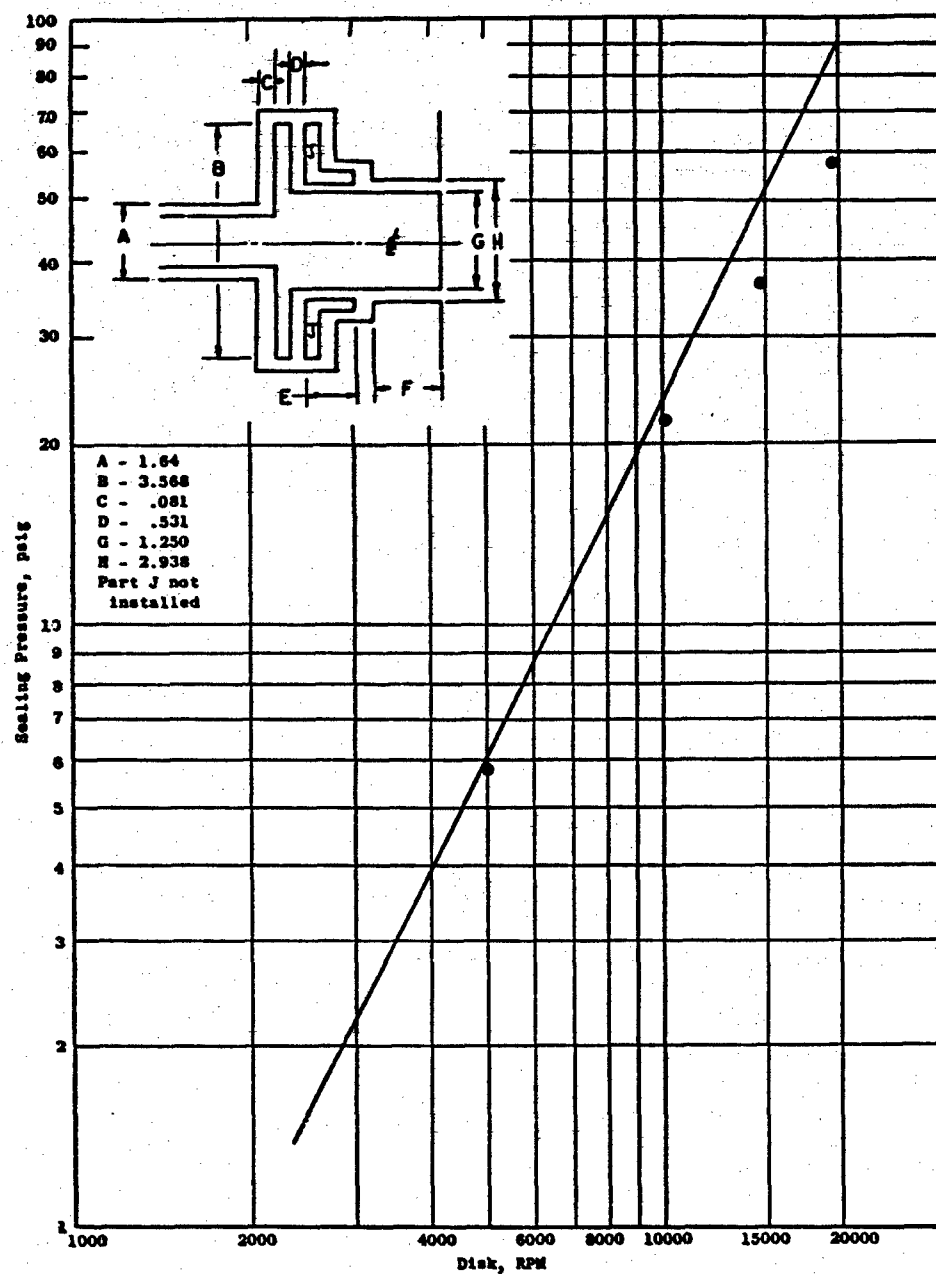 100
90
80
70
60
50
40
30
20
10
9
8
7
6
5
4
3
2
1
Sealing Pressure, psig
C D
B
J
A
G H
J
E
F
A - 1.64
B - 3.568
C - .081
D - .531
G - 1.250
H - 2.938
Part J not
installed
1000 2000 4000 6000 8000 10000 15000 20000
Disk, RPM